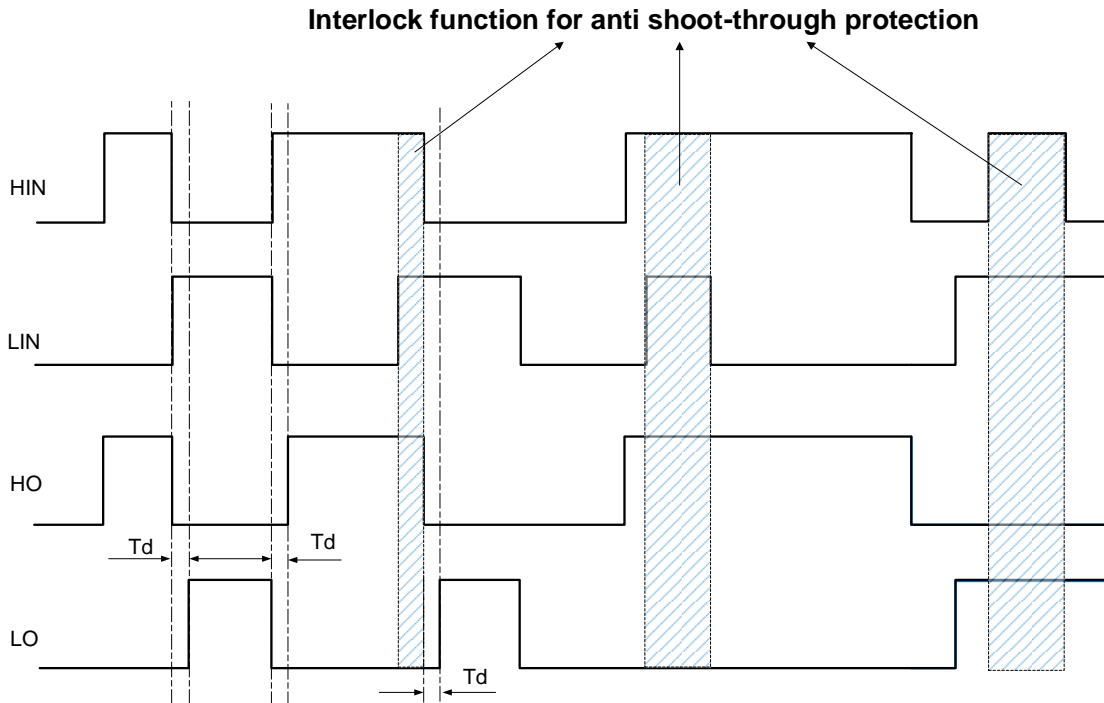 Interlock function for anti shoot-through protection
HIN
LIN
HO
Td
Td
LO
Td